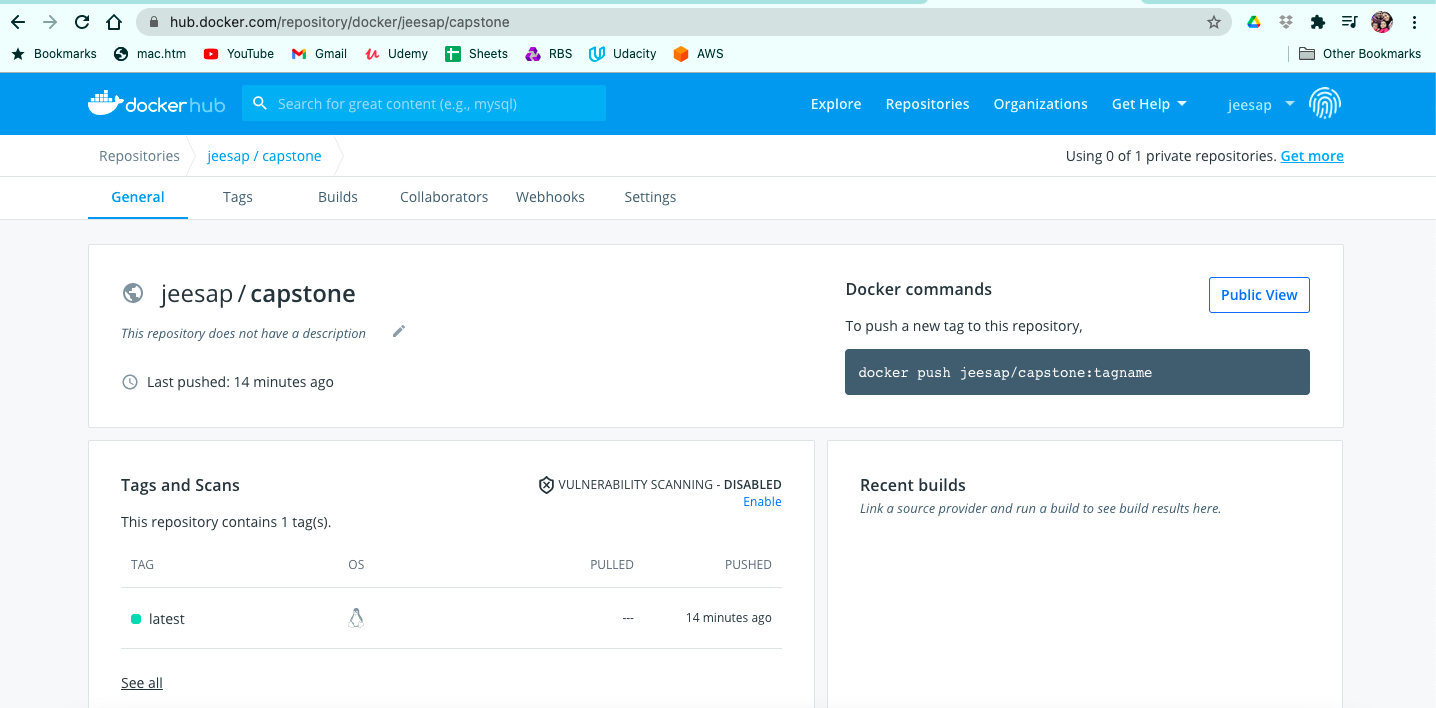 hub.docker.com/repository/docker/jeesap/capstone
Bookmarks mac.htm YouTube Gmail Udemy Sheets RBS Udacity AWS Other Bookmarks
docker hub Search for great content (e.g., mysql) Explore Repositories Organizations Get Help jeesap
Repositories jeesap / capstone Using 0 of 1 private repositories. Get more
General Tags Builds Collaborators Webhooks Settings
jeesap / capstone
This repository does not have a description
Last pushed: 14 minutes ago
Docker commands
Public View
To push a new tag to this repository,
docker push jeesap/capstone:tagname
Tags and Scans
VULNERABILITY SCANNING - DISABLED
Enable
This repository contains 1 tag(s).
TAG OS PULLED PUSHED
latest --- 14 minutes ago
See all
Recent builds
Link a source provider and run a build to see build results here.